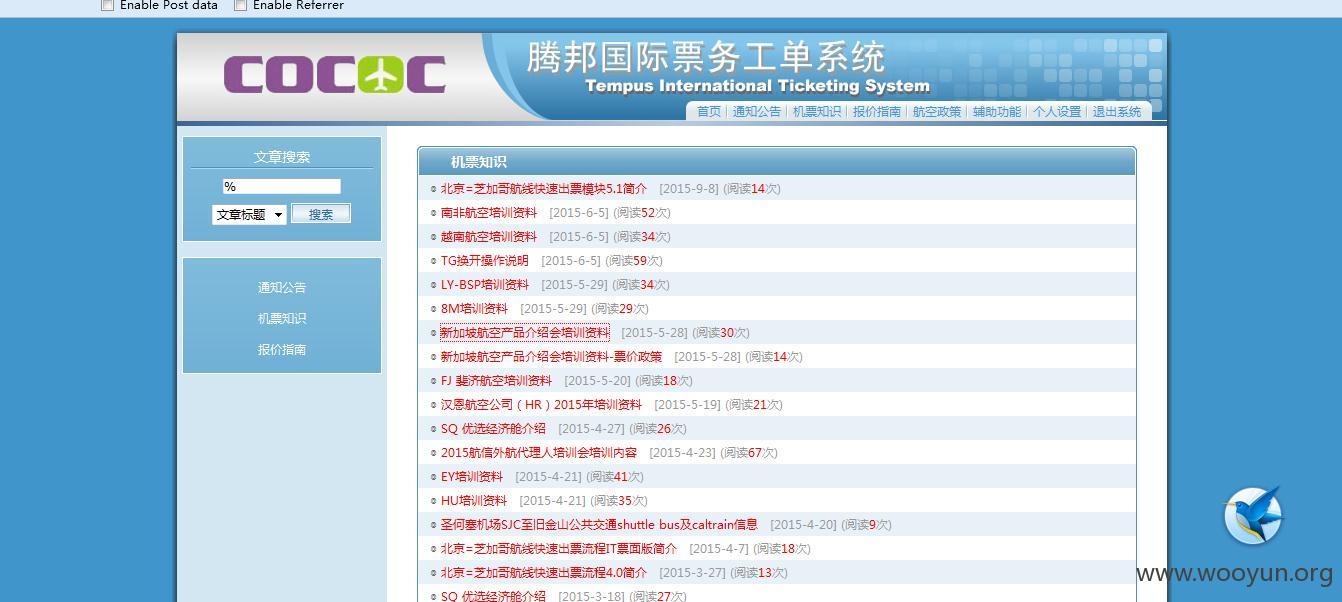 Enable Post data Enable Referrer
COCOC
腾邦国际票务工单系统
Tempus International Ticketing System
首页 通知公告 机票知识 报价指南 航空政策 辅助功能 个人设置 退出系统
文章搜索
%
文章标题 搜索
通知公告
机票知识
报价指南
机票知识
北京=芝加哥航线快速出票模块5.1简介 [2015-9-8] (阅读14次)
南非航空培训资料 [2015-6-5] (阅读52次)
越南航空培训资料 [2015-6-5] (阅读34次)
TG换开操作说明 [2015-6-5] (阅读59次)
LY-BSP培训资料 [2015-5-29] (阅读34次)
8M培训资料 [2015-5-29] (阅读29次)
新加坡航空产品介绍会培训资料 [2015-5-28] (阅读30次)
新加坡航空产品介绍会培训资料-票价政策 [2015-5-28] (阅读14次)
FJ 斐济航空培训资料 [2015-5-20] (阅读18次)
汉恩航空公司（HR）2015年培训资料 [2015-5-19] (阅读21次)
SQ 优选经济舱介绍 [2015-4-27] (阅读26次)
2015航信外航代理人培训会培训内容 [2015-4-23] (阅读67次)
EY培训资料 [2015-4-21] (阅读41次)
HU培训资料 [2015-4-21] (阅读35次)
圣何塞机场SJC至旧金山公共交通shuttle bus及caltrain信息 [2015-4-20] (阅读9次)
北京=芝加哥航线快速出票流程IT票面版简介 [2015-4-7] (阅读18次)
北京=芝加哥航线快速出票流程4.0简介 [2015-3-27] (阅读13次)
SQ 优选经济舱介绍 [2015-3-18] (阅读27次)
www.wooyun.org